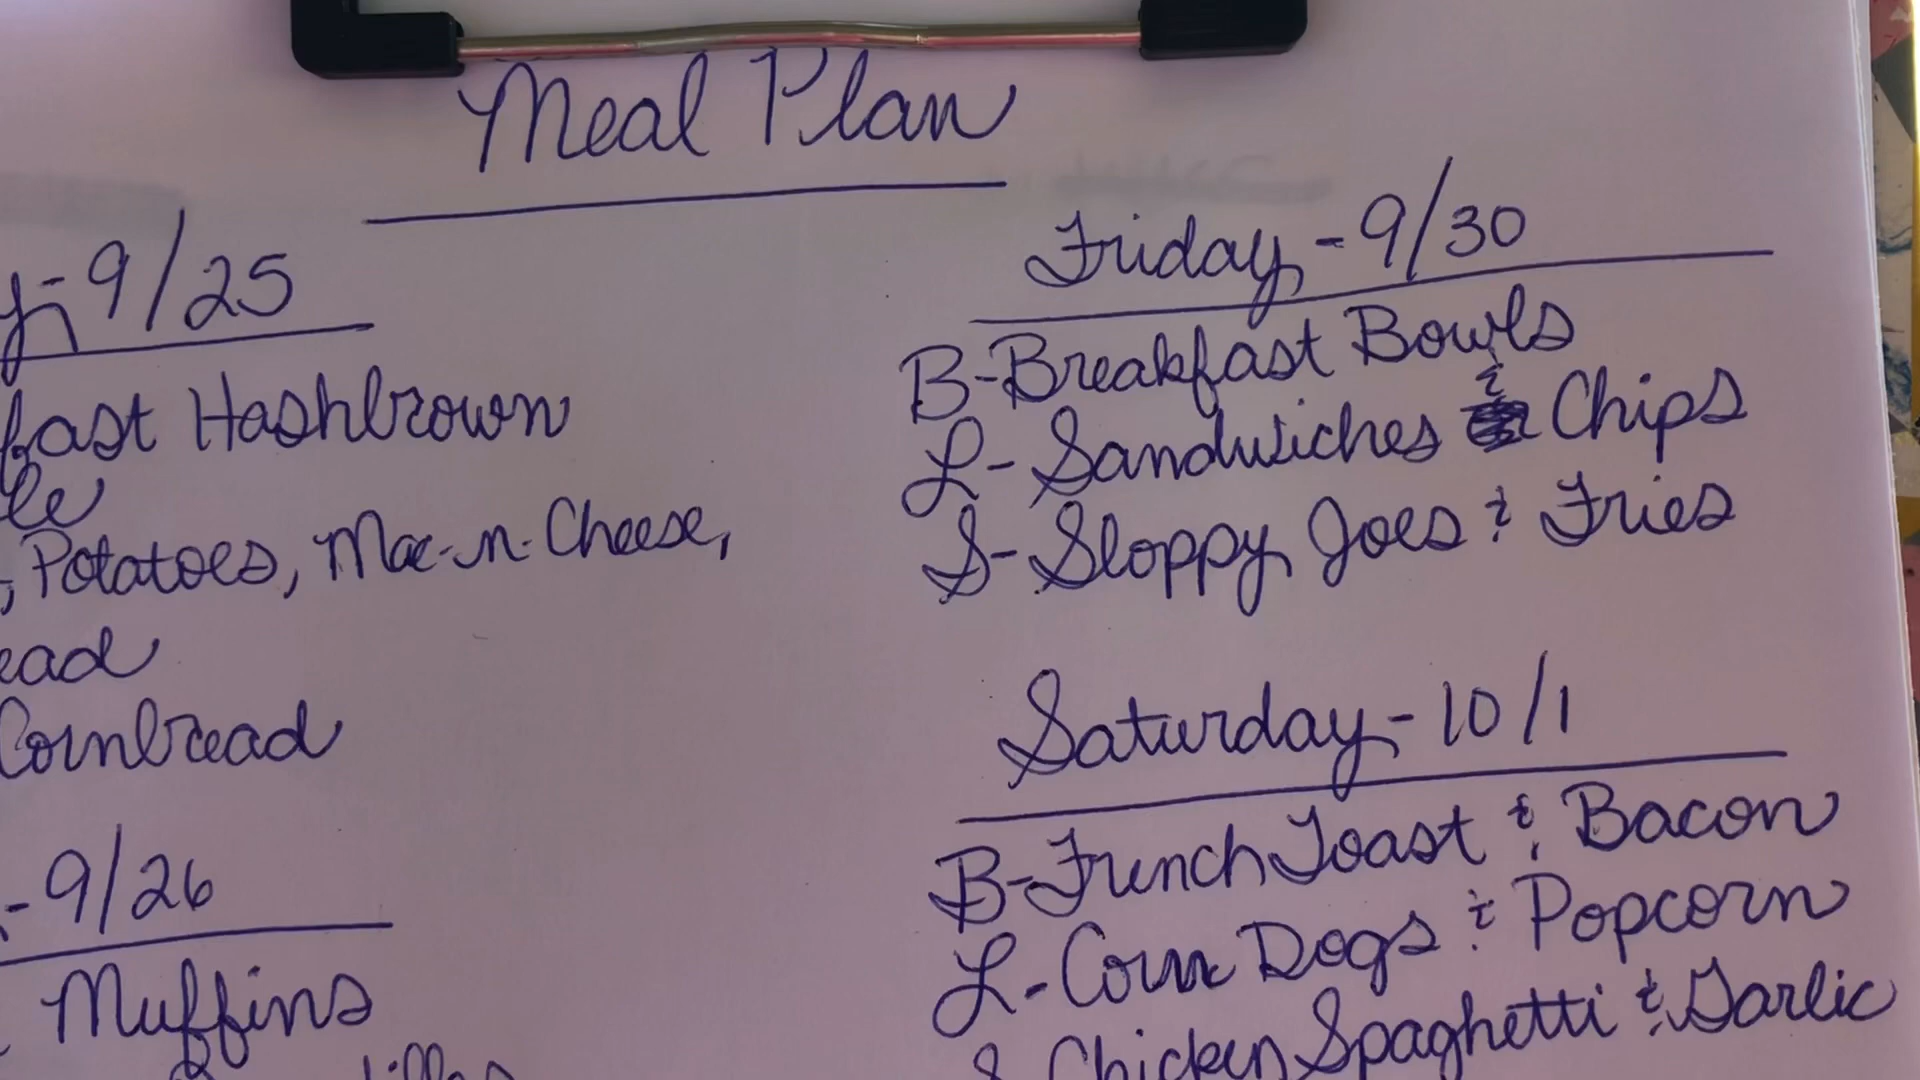 Meal Plan
9/25
fast Hashbrown
le
, Potatoes, Mac-n-Cheese,
ead
Cornbread
-9/26
Muffins
Friday - 9/30
B-Breakfast Bowls
L- Sandwiches & Chips
S- Sloppy Joes & Fries
Saturday - 10/1
B-French Toast & Bacon
L-Corn Dogs & Popcorn
S-Chicken Spaghetti & Garlic